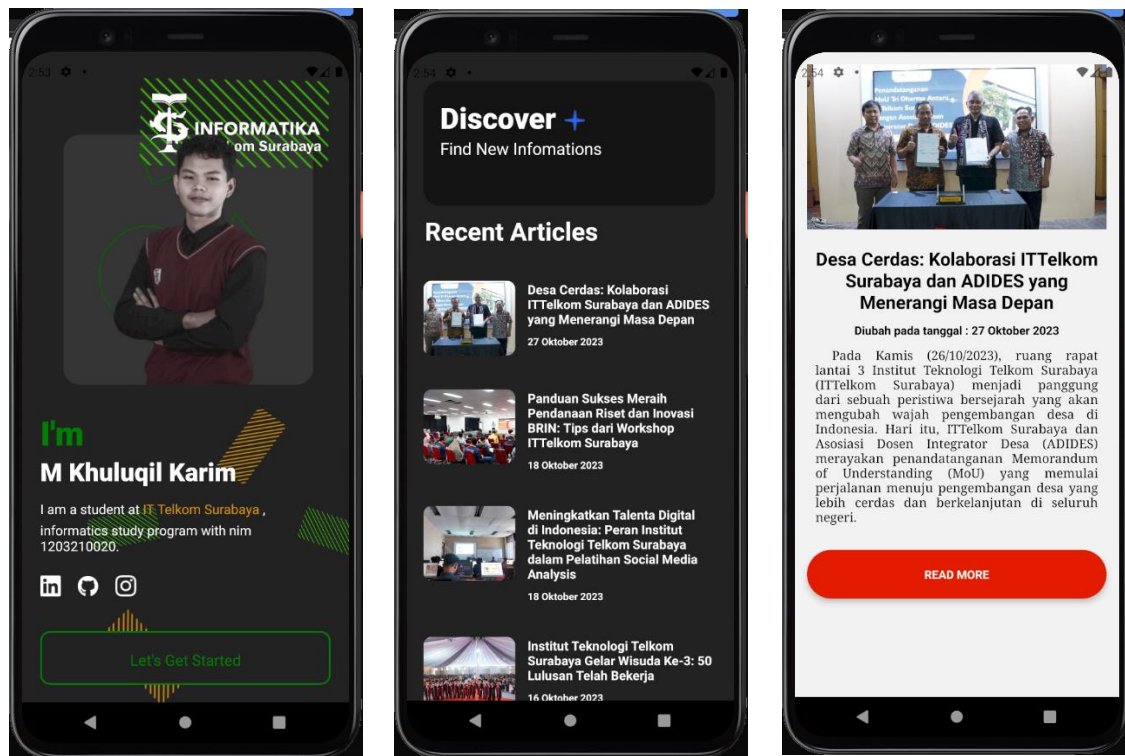 2:53
INFORMATIKA
om Surabaya
I'm
M Khuluqil Karim
I am a student at IT Telkom Surabaya ,
informatics study program with nim
1203210020.
in
Let's Get Started
2:54
Discover +
Find New Infomations
Recent Articles
Desa Cerdas: Kolaborasi
ITTelkom Surabaya dan ADIDES
yang Menerangi Masa Depan
27 Oktober 2023
Panduan Sukses Meraih
Pendanaan Riset dan Inovasi
BRIN: Tips dari Workshop
ITTelkom Surabaya
18 Oktober 2023
Meningkatkan Talenta Digital
di Indonesia: Peran Institut
Teknologi Telkom Surabaya
dalam Pelatihan Social Media
Analysis
18 Oktober 2023
Institut Teknologi Telkom
Surabaya Gelar Wisuda Ke-3: 50
Lulusan Telah Bekerja
16 Oktober 2023
2:54
Penandatanganan
MoU Tri Dharma Antara
Desa Cerdas: Kolaborasi ITTelkom
Surabaya dan ADIDES yang
Menerangi Masa Depan
Diubah pada tanggal : 27 Oktober 2023
Pada Kamis (26/10/2023), ruang rapat
lantai 3 Institut Teknologi Telkom Surabaya
(ITTelkom Surabaya) menjadi panggung
dari sebuah peristiwa bersejarah yang akan
mengubah wajah pengembangan desa di
Indonesia. Hari itu, ITTelkom Surabaya dan
Asosiasi Dosen Integrator Desa (ADIDES)
merayakan penandatanganan Memorandum
of Understanding (MoU) yang memulai
perjalanan menuju pengembangan desa yang
lebih cerdas dan berkelanjutan di seluruh
negeri.
READ MORE